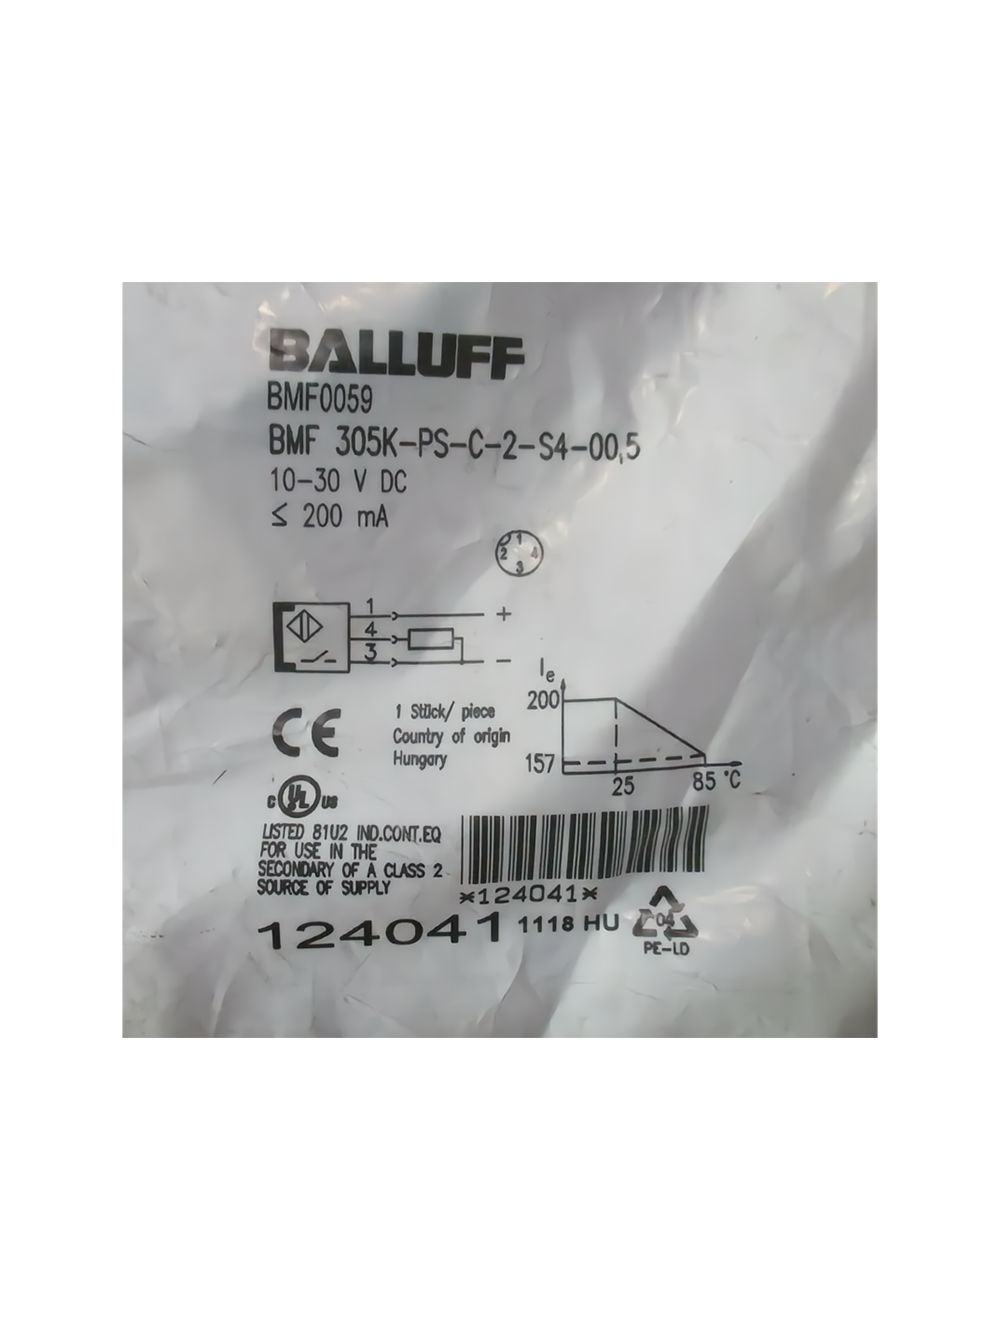 BALLUFF
BMF0059
BMF 305K-PS-C-2-S4-00,5
10-30 V DC
≤ 200 mA
1
2 4
3
1 +
4
3 -
Ie
200
157
25 85 °C
CE
1 Stück/ piece
Country of origin
Hungary
C UL US
LISTED 81U2 IND.CONT.EQ
FOR USE IN THE
SECONDARY OF A CLASS 2
SOURCE OF SUPPLY
*124041*
124041 1118 HU
04
PE-LD